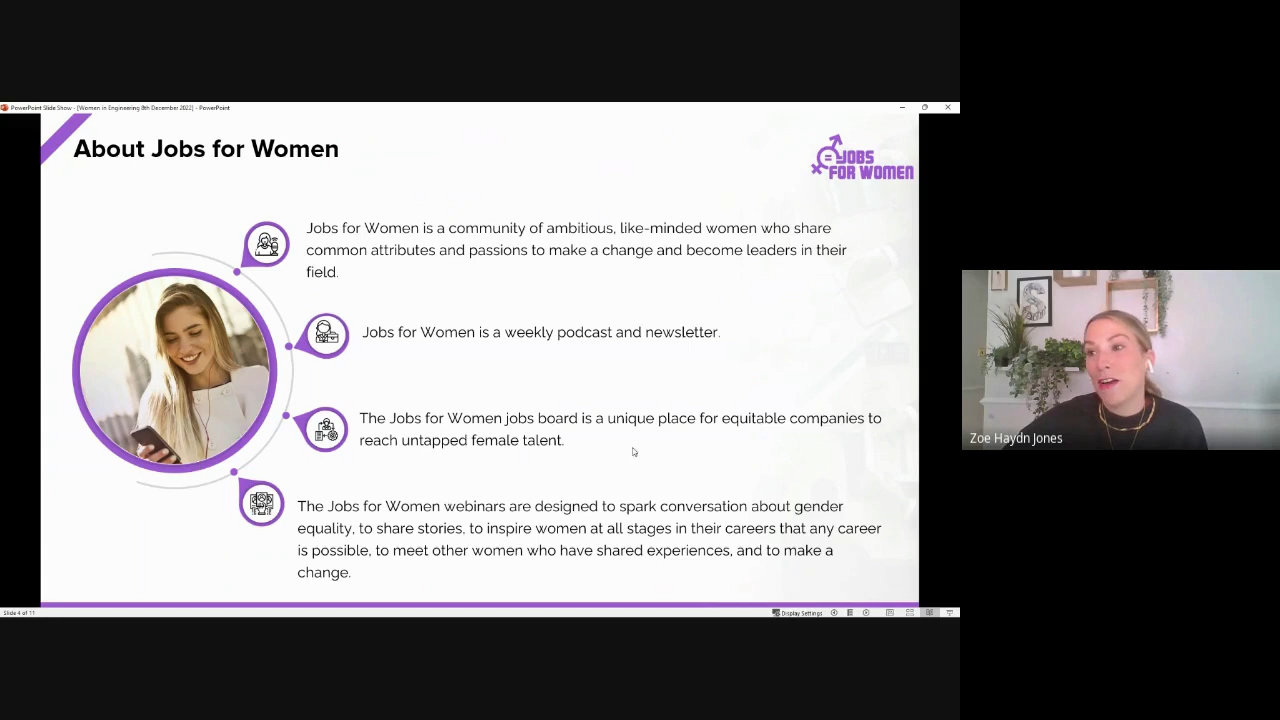 PowerPoint Slide Show - [Women in Engineering 8th December 2022] - PowerPoint
About Jobs for Women
JOBS
FOR WOMEN
Jobs for Women is a community of ambitious, like-minded women who share
common attributes and passions to make a change and become leaders in their
field.
Jobs for Women is a weekly podcast and newsletter.
The Jobs for Women jobs board is a unique place for equitable companies to
reach untapped female talent.
The Jobs for Women webinars are designed to spark conversation about gender
equality, to share stories, to inspire women at all stages in their careers that any career
is possible, to meet other women who have shared experiences, and to make a
change.
Slide 4 of 11
Display Settings
Zoe Haydn Jones